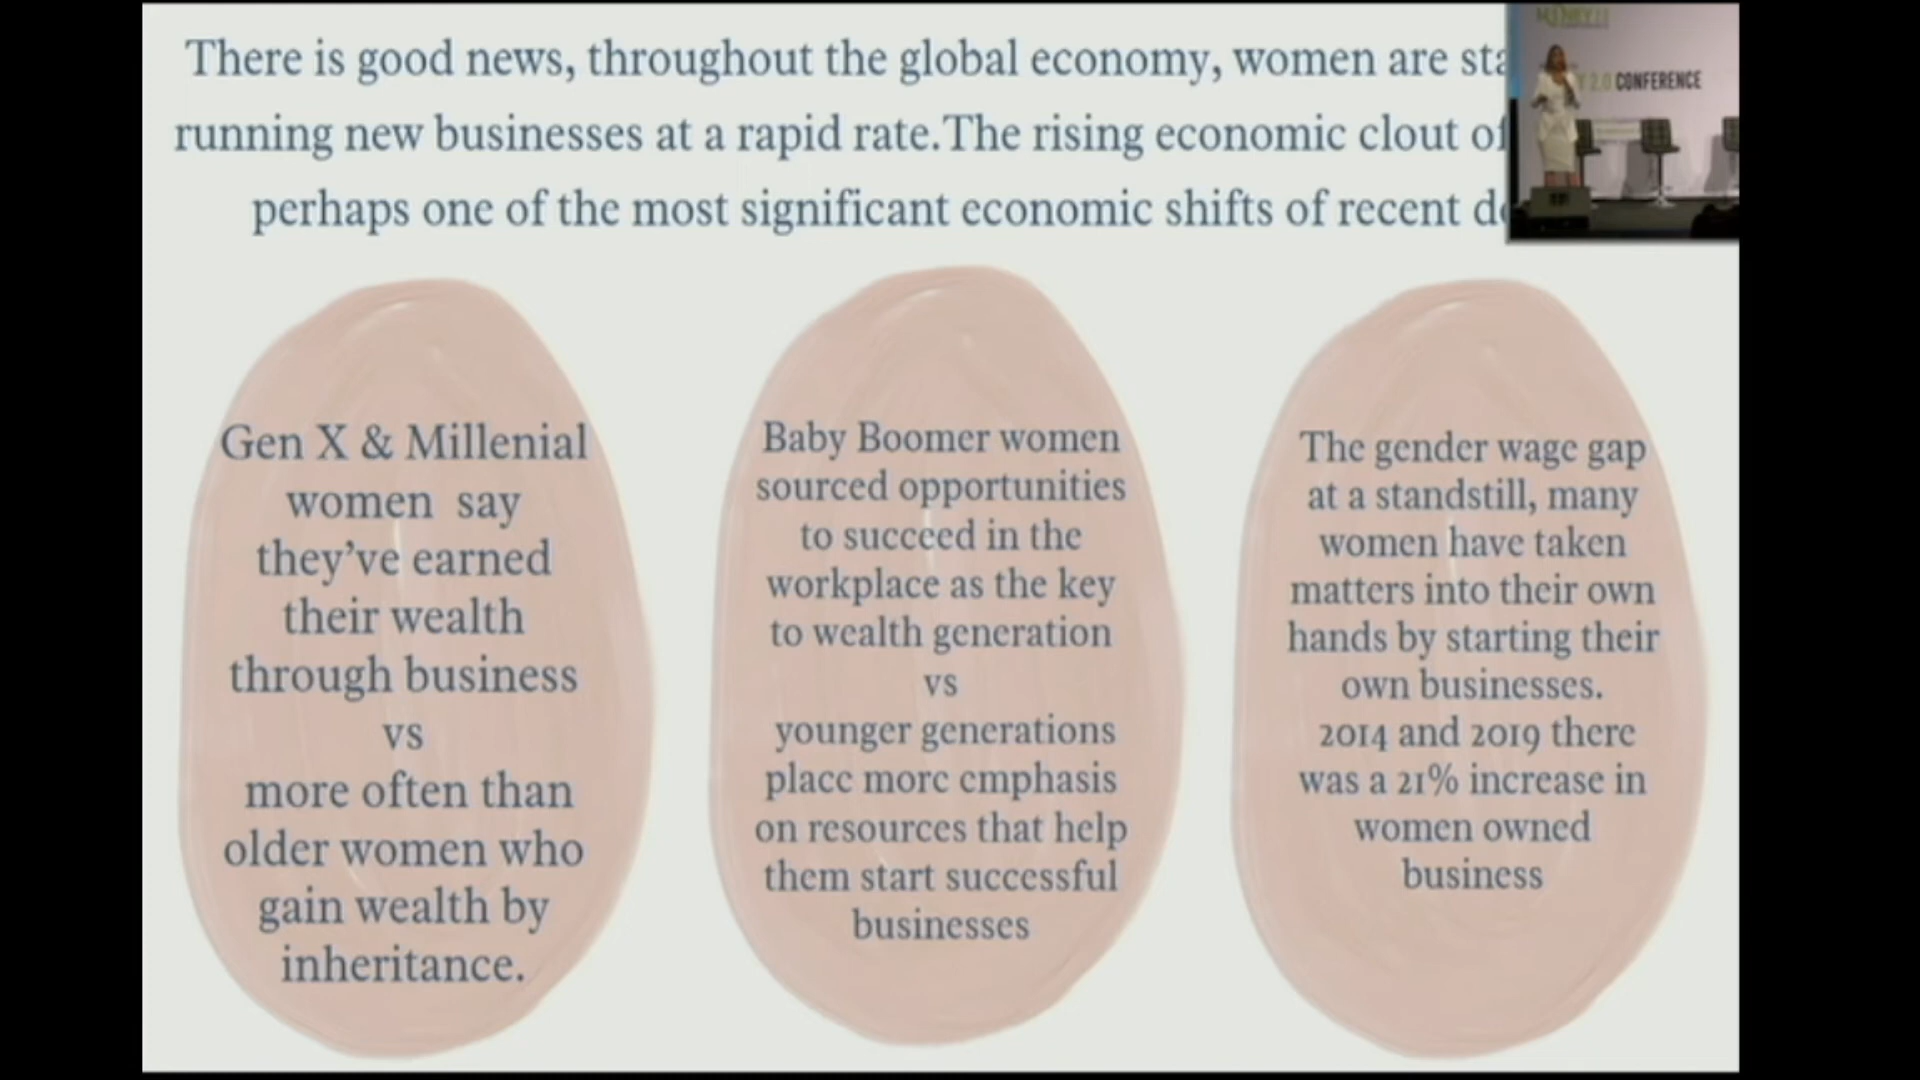 There is good news, throughout the global economy, women are sta
running new businesses at a rapid rate.The rising economic clout of
perhaps one of the most significant economic shifts of recent de
2.0 CONFERENCE
Gen X & Millenial
women say
they've earned
their wealth
through business
vs
more often than
older women who
gain wealth by
inheritance.
Baby Boomer women
sourced opportunities
to succeed in the
workplace as the key
to wealth generation
vs
younger generations
place more emphasis
on resources that help
them start successful
businesses
The gender wage gap
at a standstill, many
women have taken
matters into their own
hands by starting their
own businesses.
2014 and 2019 there
was a 21% increase in
women owned
business